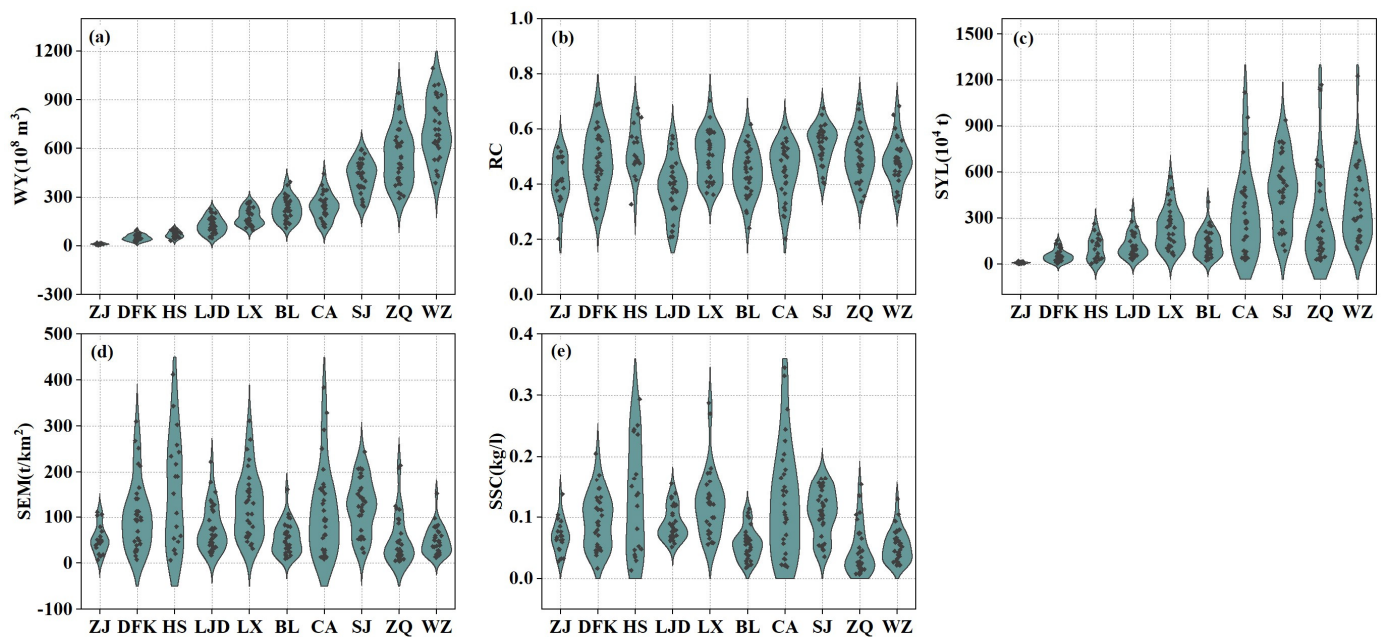 (a)
WY(10⁸ m³)
1200
900
600
300
0
-300
ZJ DFK HS LJD LX BL CA SJ ZQ WZ
(b)
RC
1.0
0.8
0.6
0.4
0.2
0.0
ZJ DFK HS LJD LX BL CA SJ ZQ WZ
(c)
SYL(10⁴ t)
1500
1200
900
600
300
0
ZJ DFK HS LJD LX BL CA SJ ZQ WZ
(d)
SEM(t/km²)
500
400
300
200
100
0
-100
ZJ DFK HS LJD LX BL CA SJ ZQ WZ
(e)
SSC(kg/l)
0.4
0.3
0.2
0.1
0.0
ZJ DFK HS LJD LX BL CA SJ ZQ WZ